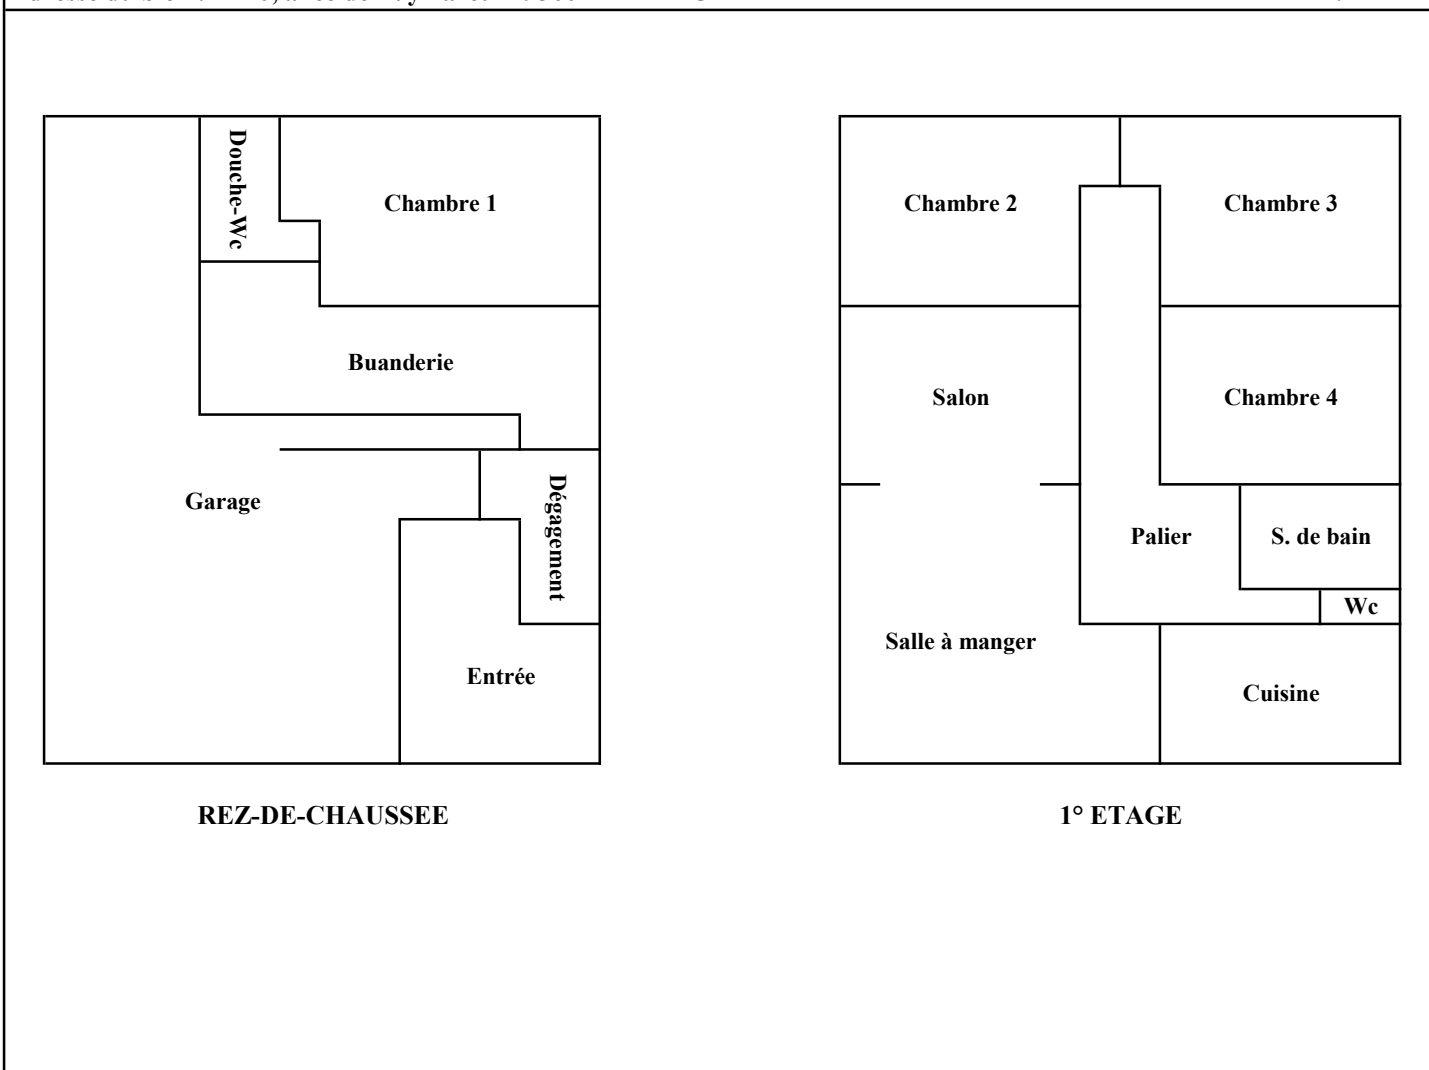 Douche-Wc
Chambre 1
Buanderie
Garage
Dégagement
Entrée
REZ-DE-CHAUSSEE
Chambre 2
Chambre 3
Salon
Chambre 4
Palier
S. de bain
Wc
Salle à manger
Cuisine
1° ETAGE